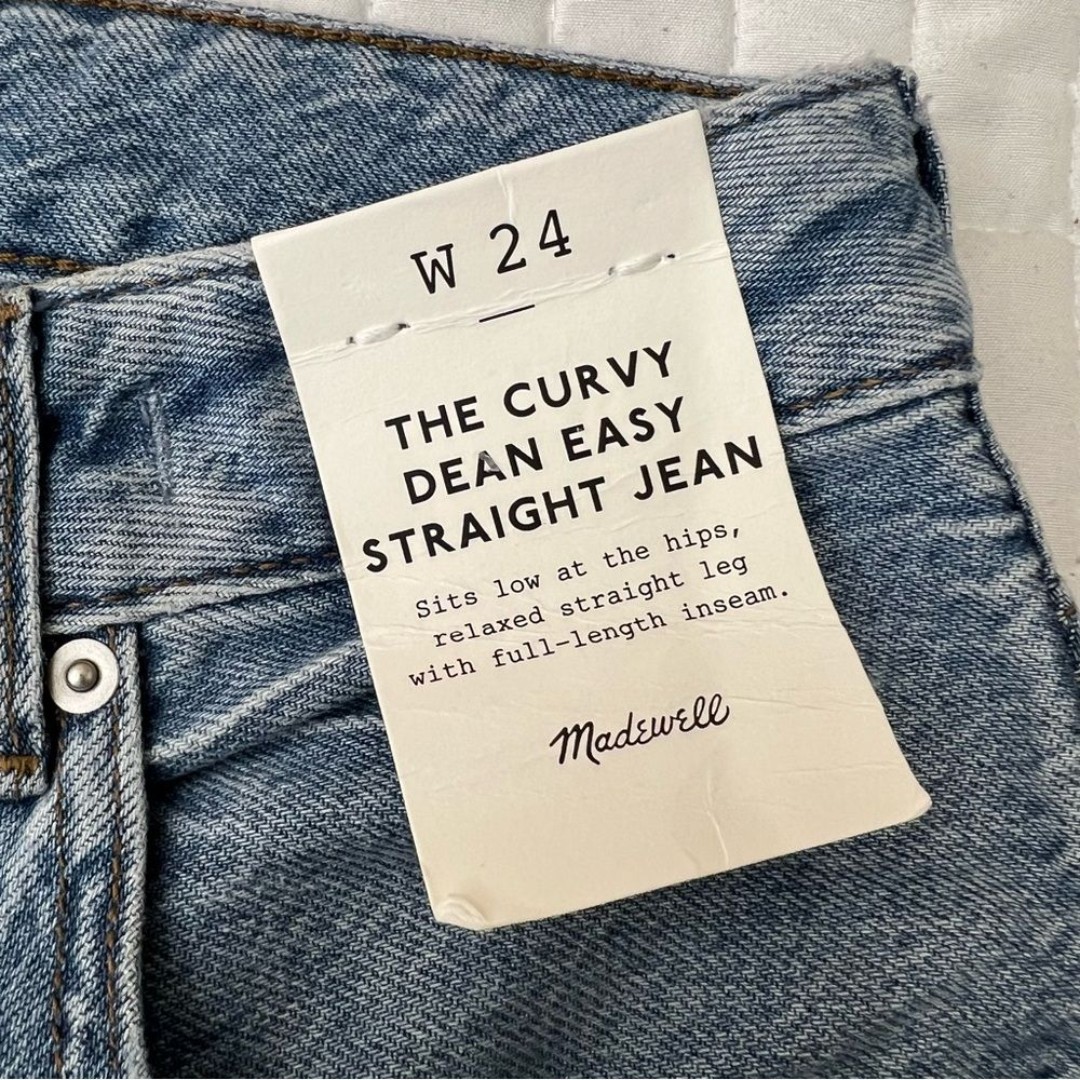 W 24
THE CURVY
DEAN EASY
STRAIGHT JEAN
Sits low at the hips,
relaxed straight leg
with full-length inseam.
Madewell